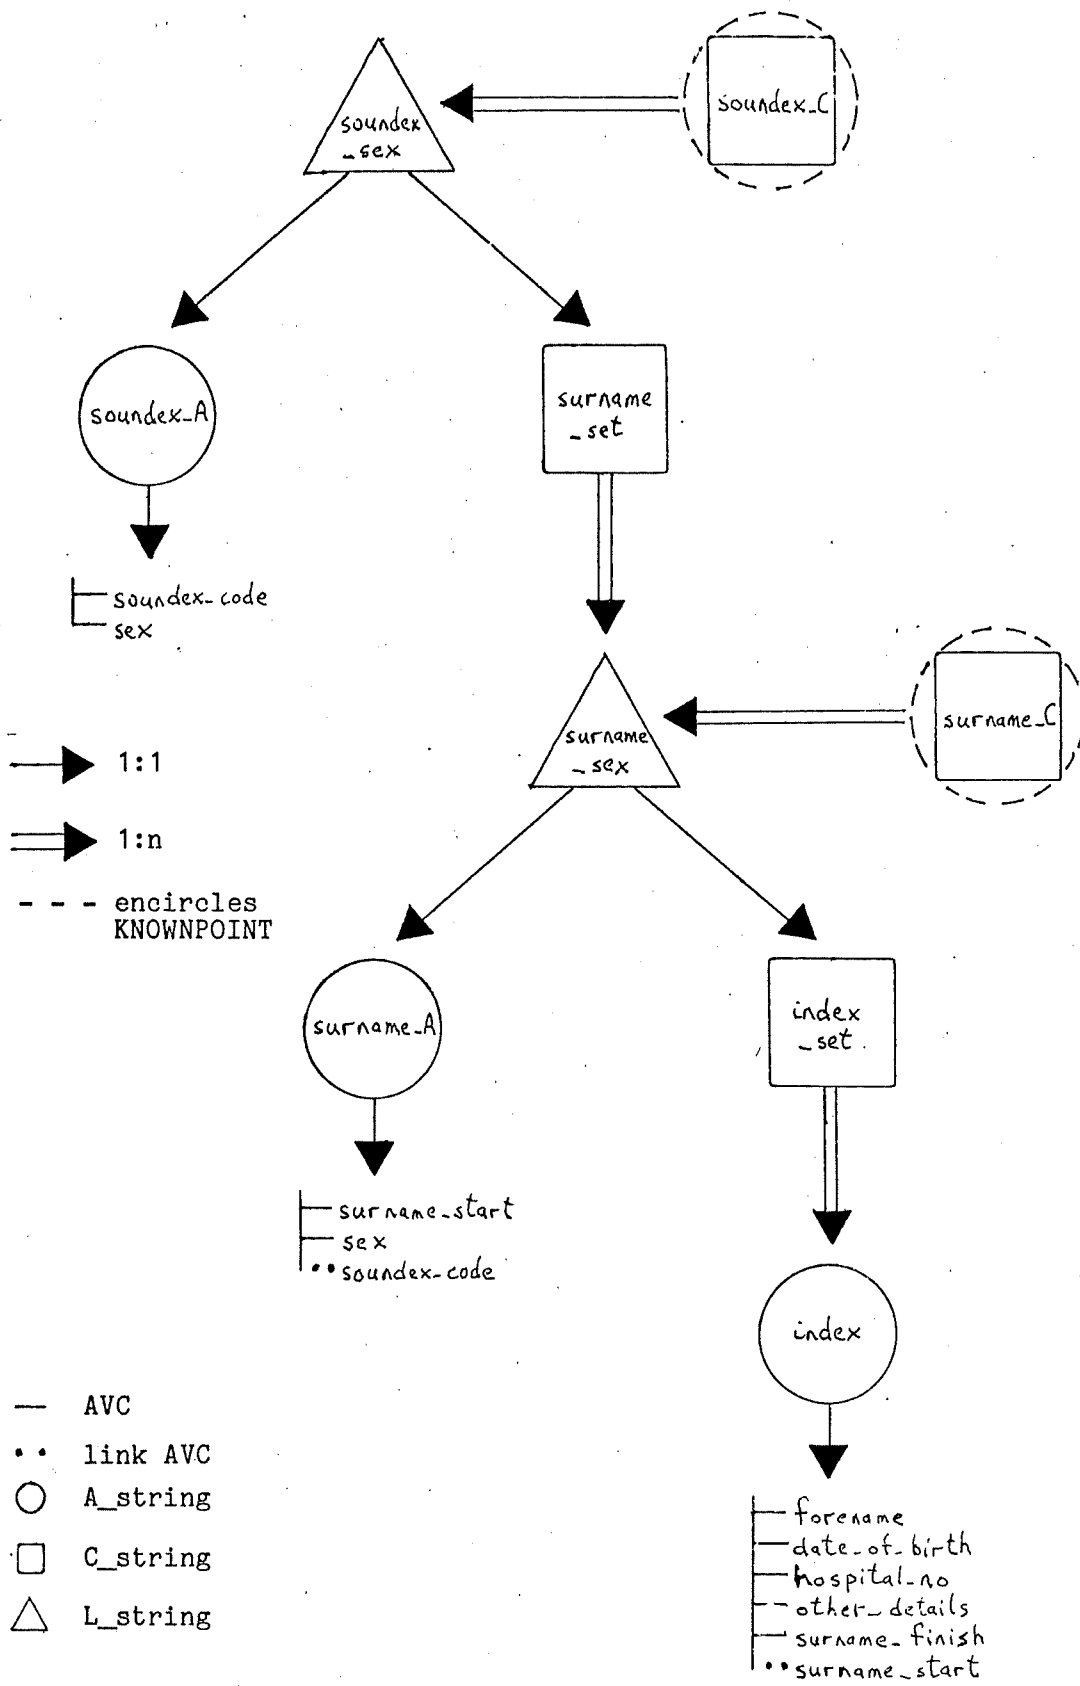 soundex
_sex
soundex_C
soundex_A
surname
_set
soundex_code
sex
surname
_sex
surname_C
1:1
1:n
encircles
KNOWNPOINT
surname_A
index
_set
surname_start
sex
soundex_code
index
AVC
link AVC
A_string
C_string
L_string
forename
date_of_birth
hospital_no
other_details
surname_finish
surname_start